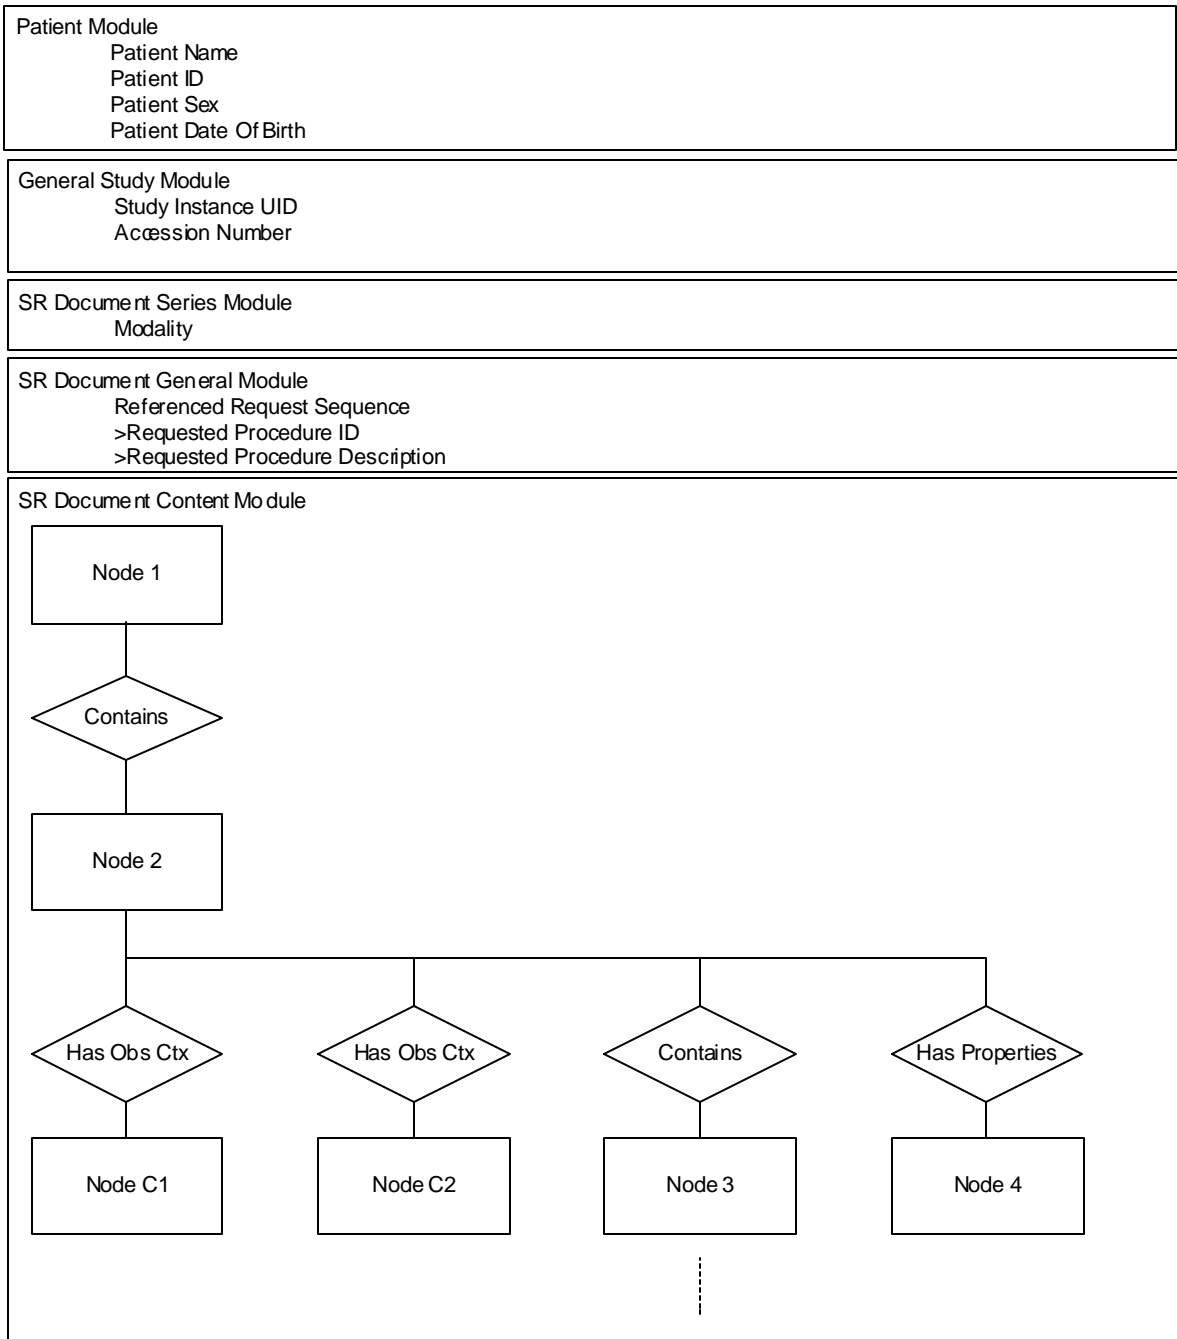 Patient Module
Patient Name
Patient ID
Patient Sex
Patient Date Of Birth
General Study Module
Study Instance UID
Accession Number
SR Document Series Module
Modality
SR Document General Module
Referenced Request Sequence
>Requested Procedure ID
>Requested Procedure Description
SR Document Content Module
Node 1
Contains
Node 2
Has Obs Ctx
Has Obs Ctx
Contains
Has Properties
Node C1
Node C2
Node 3
Node 4